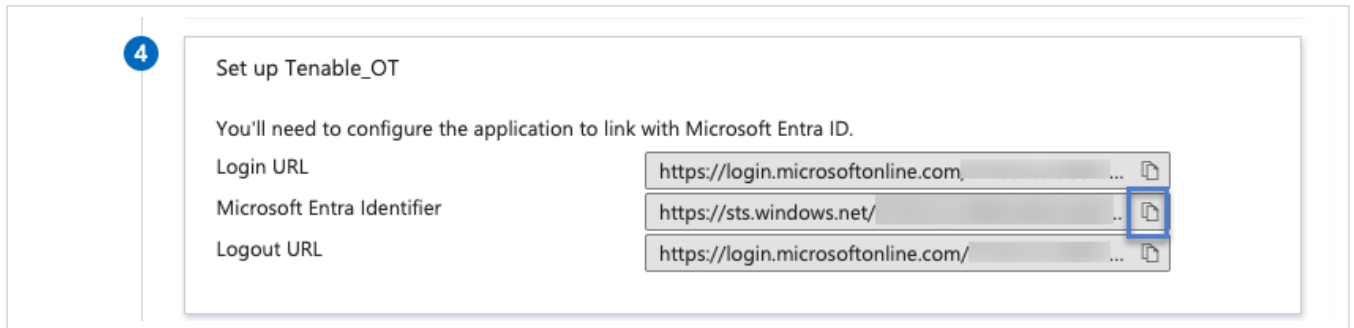 4
Set up Tenable_OT
You'll need to configure the application to link with Microsoft Entra ID.
Login URL
https://login.microsoftonline.com/ ...
Microsoft Entra Identifier
https://sts.windows.net/ ..
Logout URL
https://login.microsoftonline.com/ ...